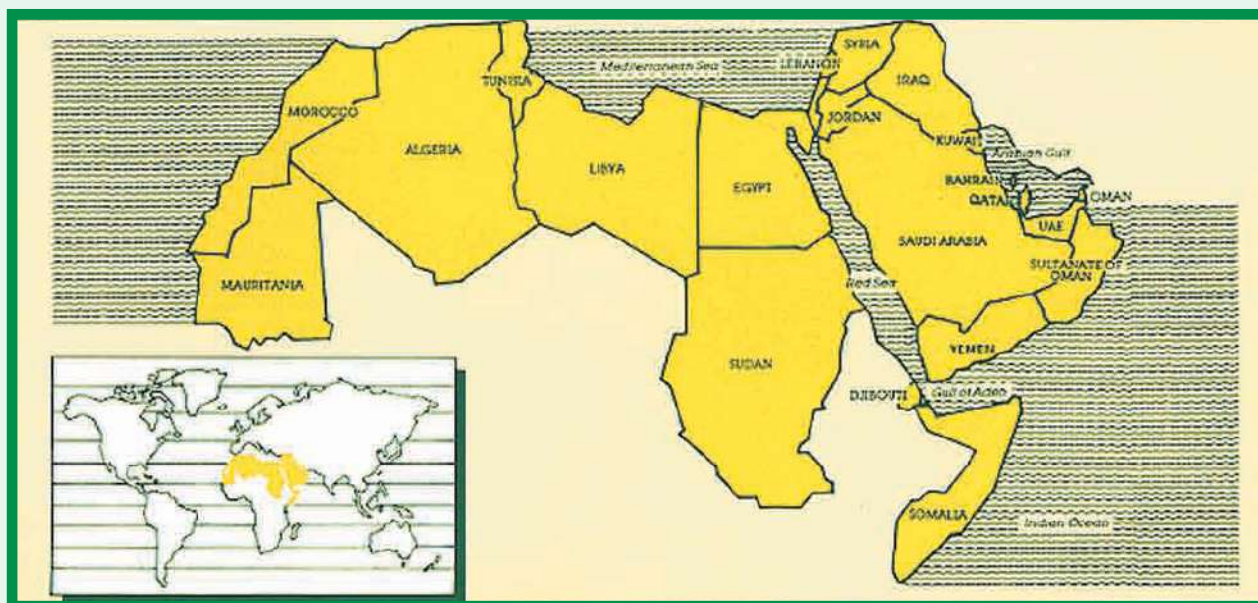 SYRIA
Mediterranean Sea
LEBANON
IRAQ
TUNISIA
MOROCCO
JORDAN
KUWAIT
ALGERIA
Arabian Gulf
LIBYA
EGYPT
BAHRAIN
QATAR
OMAN
UAE
SAUDI ARABIA
SULTANATE OF
OMAN
MAURITANIA
Red Sea
YEMEN
SUDAN
DJIBOUTI
Gulf of Aden
SOMALIA
Indian Ocean